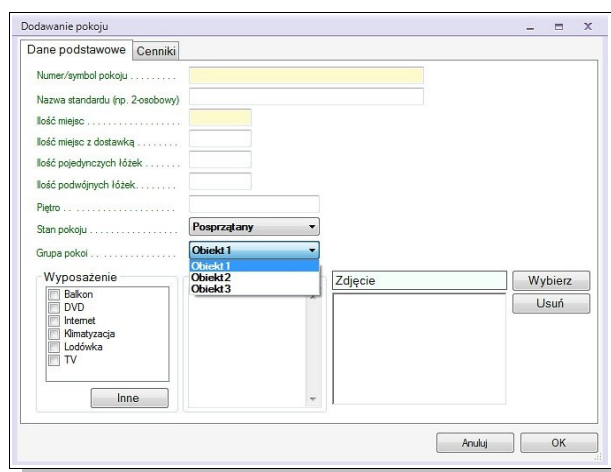 Dodawanie pokoju
Dane podstawowe Cenniki
Numer/symbol pokoju . . . . . . . . .
Nazwa standardu (np. 2-osobowy)
Ilość miejsc . . . . . . . . . . . . . . . . . .
Ilość miejsc z dostawką . . . . . . . .
Ilość pojedynczych łóżek . . . . . . .
Ilość podwójnych łóżek. . . . . . . .
Piętro . . . . . . . . . . . . . . . . . . . . .
Stan pokoju . . . . . . . . . . . . . . . . Posprzątany
Grupa pokoi . . . . . . . . . . . . . . . . Obiekt 1
Obiekt 1
Obiekt 2
Obiekt 3
Wyposażenie
Balkon
DVD
Internet
Klimatyzacja
Lodówka
TV
Inne
Zdjęcie
Wybierz
Usuń
Anuluj OK